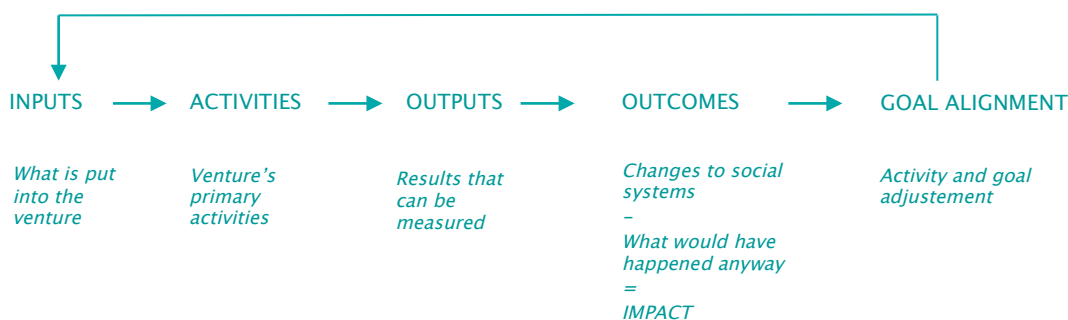 INPUTS
ACTIVITIES
OUTPUTS
OUTCOMES
GOAL ALIGNMENT
What is put
into the
venture
Venture's
primary
activities
Results that
can be
measured
Changes to social
systems
-
What would have
happened anyway
=
IMPACT
Activity and goal
adjustement